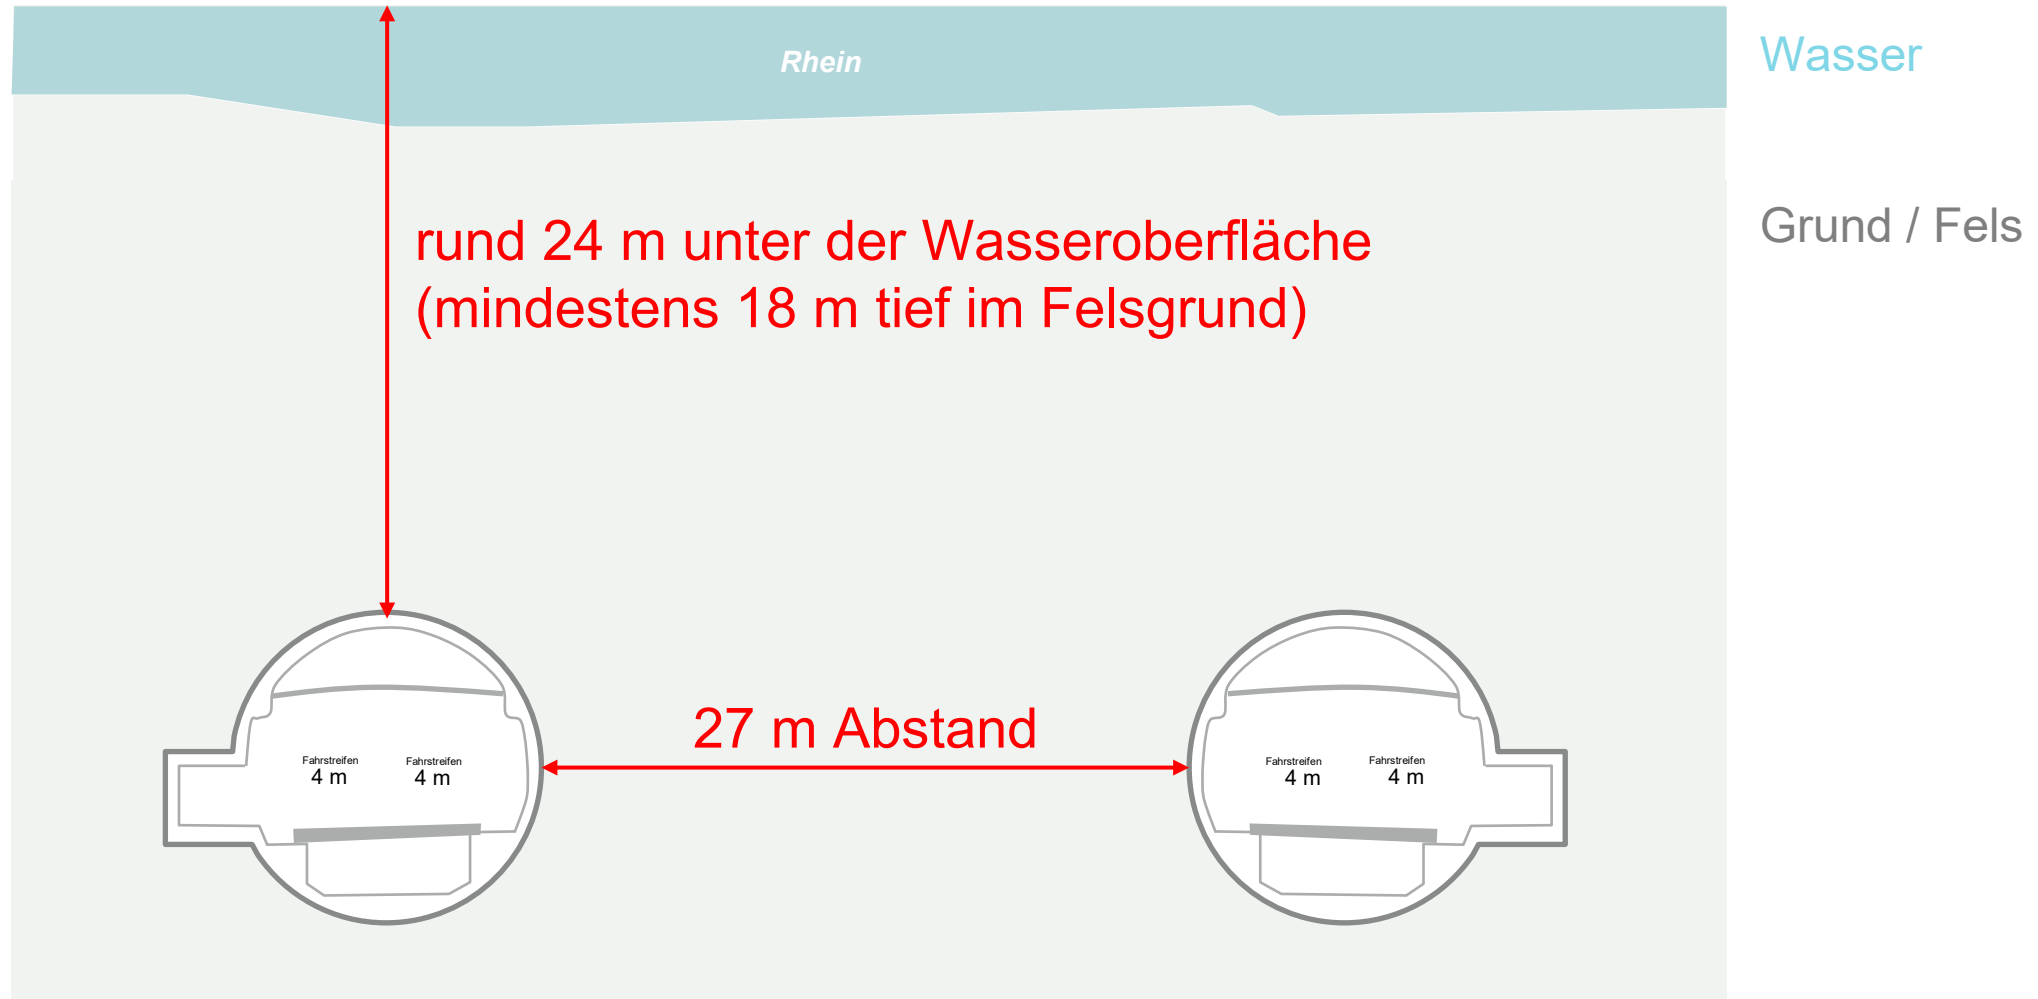 Rhein
Wasser
Grund / Fels
rund 24 m unter der Wasseroberfläche
(mindestens 18 m tief im Felsgrund)
27 m Abstand
Fahrstreifen
4 m
Fahrstreifen
4 m
Fahrstreifen
4 m
Fahrstreifen
4 m